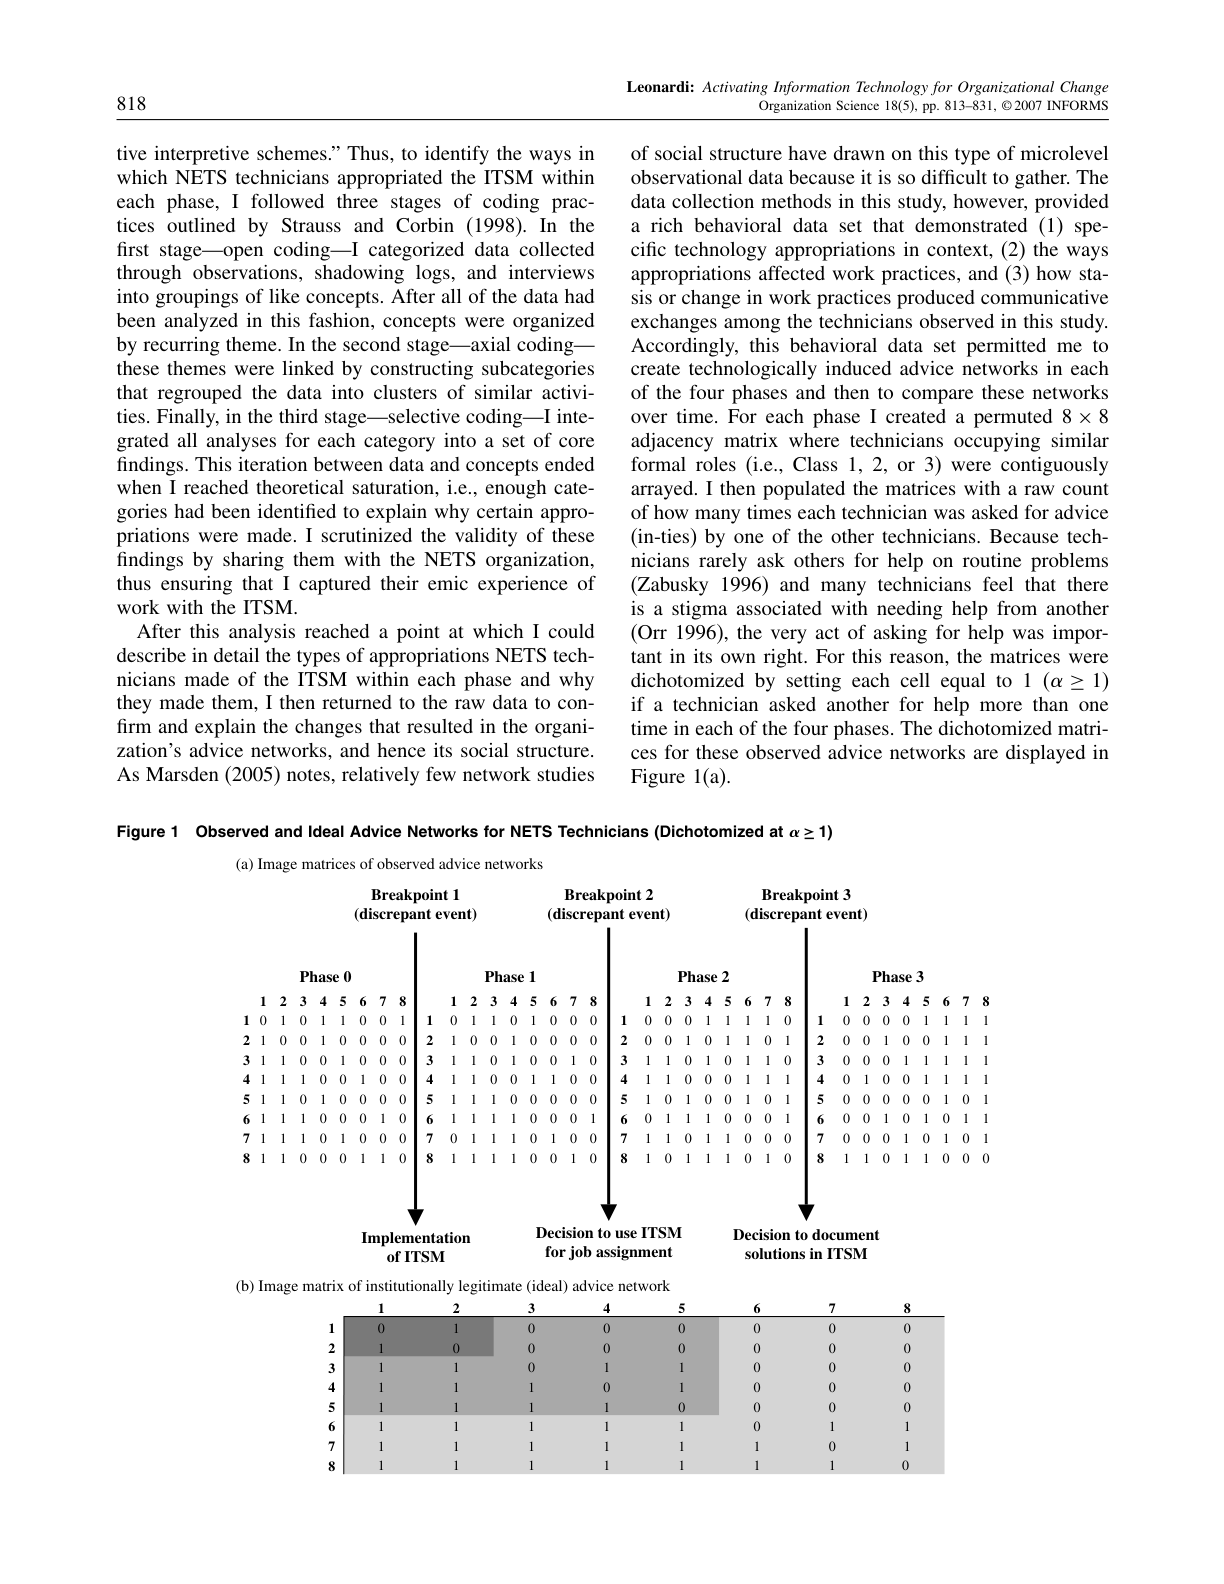 818
Leonardi: Activating Information Technology for Organizational Change
Organization Science 18(5), pp. 813–831, © 2007 INFORMS
tive interpretive schemes.” Thus, to identify the ways in
which NETS technicians appropriated the ITSM within
each phase, I followed three stages of coding prac-
tices outlined by Strauss and Corbin (1998). In the
first stage—open coding—I categorized data collected
through observations, shadowing logs, and interviews
into groupings of like concepts. After all of the data had
been analyzed in this fashion, concepts were organized
by recurring theme. In the second stage—axial coding—
these themes were linked by constructing subcategories
that regrouped the data into clusters of similar activi-
ties. Finally, in the third stage—selective coding—I inte-
grated all analyses for each category into a set of core
findings. This iteration between data and concepts ended
when I reached theoretical saturation, i.e., enough cate-
gories had been identified to explain why certain appro-
priations were made. I scrutinized the validity of these
findings by sharing them with the NETS organization,
thus ensuring that I captured their emic experience of
work with the ITSM.
After this analysis reached a point at which I could
describe in detail the types of appropriations NETS tech-
nicians made of the ITSM within each phase and why
they made them, I then returned to the raw data to con-
firm and explain the changes that resulted in the organi-
zation’s advice networks, and hence its social structure.
As Marsden (2005) notes, relatively few network studies
of social structure have drawn on this type of microlevel
observational data because it is so difficult to gather. The
data collection methods in this study, however, provided
a rich behavioral data set that demonstrated (1) spe-
cific technology appropriations in context, (2) the ways
appropriations affected work practices, and (3) how sta-
sis or change in work practices produced communicative
exchanges among the technicians observed in this study.
Accordingly, this behavioral data set permitted me to
create technologically induced advice networks in each
of the four phases and then to compare these networks
over time. For each phase I created a permuted 8 × 8
adjacency matrix where technicians occupying similar
formal roles (i.e., Class 1, 2, or 3) were contiguously
arrayed. I then populated the matrices with a raw count
of how many times each technician was asked for advice
(in-ties) by one of the other technicians. Because tech-
nicians rarely ask others for help on routine problems
(Zabusky 1996) and many technicians feel that there
is a stigma associated with needing help from another
(Orr 1996), the very act of asking for help was impor-
tant in its own right. For this reason, the matrices were
dichotomized by setting each cell equal to 1 (α ≥ 1)
if a technician asked another for help more than one
time in each of the four phases. The dichotomized matri-
ces for these observed advice networks are displayed in
Figure 1(a).
Figure 1 Observed and Ideal Advice Networks for NETS Technicians (Dichotomized at α ≥ 1)
(a) Image matrices of observed advice networks
Breakpoint 1 Breakpoint 2 Breakpoint 3
(discrepant event) (discrepant event) (discrepant event)
Phase 0 Phase 1 Phase 2 Phase 3
1 2 3 4 5 6 7 8 1 2 3 4 5 6 7 8 1 2 3 4 5 6 7 8 1 2 3 4 5 6 7 8
1 0 1 0 1 1 0 0 1 1 0 1 1 0 1 0 0 0 1 0 0 0 1 1 1 1 0 1 0 0 0 0 1 1 1 1
2 1 0 0 1 0 0 0 0 2 1 0 0 1 0 0 0 0 2 0 0 1 0 1 1 0 1 2 0 0 1 0 0 1 1 1
3 1 1 0 0 1 0 0 0 3 1 1 0 1 0 0 1 0 3 1 1 0 1 0 1 1 0 3 0 0 0 1 1 1 1 1
4 1 1 1 0 0 1 0 0 4 1 1 0 0 1 1 0 0 4 1 1 0 0 0 1 1 1 4 0 1 0 0 1 1 1 1
5 1 1 0 1 0 0 0 0 5 1 1 1 0 0 0 0 0 5 1 0 1 0 0 1 0 1 5 0 0 0 0 0 1 0 1
6 1 1 1 0 0 0 1 0 6 1 1 1 1 0 0 0 1 6 0 1 1 1 0 0 0 1 6 0 0 1 0 1 0 1 1
7 1 1 1 0 1 0 0 0 7 0 1 1 1 0 1 0 0 7 1 1 0 1 1 0 0 0 7 0 0 0 1 0 1 0 1
8 1 1 0 0 0 1 1 0 8 1 1 1 1 0 0 1 0 8 1 0 1 1 1 0 1 0 8 1 1 0 1 1 0 0 0
Implementation Decision to use ITSM Decision to document
of ITSM for job assignment solutions in ITSM
(b) Image matrix of institutionally legitimate (ideal) advice network
1 2 3 4 5 6 7 8
1 0 1 0 0 0 0 0 0
2 1 0 0 0 0 0 0 0
3 1 1 0 1 1 0 0 0
4 1 1 1 0 1 0 0 0
5 1 1 1 1 0 0 0 0
6 1 1 1 1 1 0 1 1
7 1 1 1 1 1 1 0 1
8 1 1 1 1 1 1 1 0